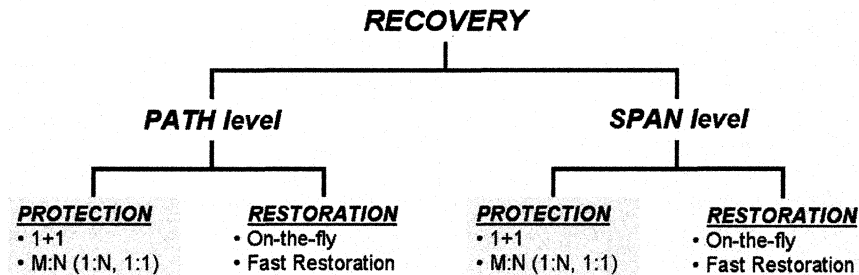 RECOVERY
PATH level
SPAN level
PROTECTION
• 1+1
• M:N (1:N, 1:1)
RESTORATION
• On-the-fly
• Fast Restoration
PROTECTION
• 1+1
• M:N (1:N, 1:1)
RESTORATION
• On-the-fly
• Fast Restoration